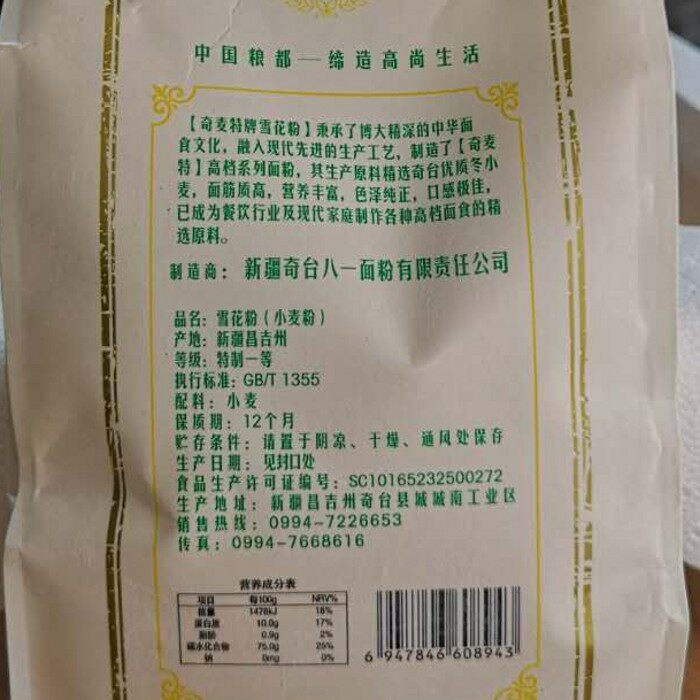 中国粮都—缔造高尚生活
【奇麦特牌雪花粉】秉承了博大精深的中华面
食文化，融入现代先进的生产工艺，制造了【奇麦
特】高档系列面粉，其生产原料精选奇台优质冬小
麦，面筋质高，营养丰富，色泽纯正，口感极佳，
已成为餐饮行业及现代家庭制作各种高档面食的精
选原料。
制造商：新疆奇台八一面粉有限责任公司
品名：雪花粉（小麦粉）
产地：新疆昌吉州
等级：特制一等
执行标准：GB/T 1355
配料：小麦
保质期：12个月
贮存条件：请置于阴凉、干燥、通风处保存
生产日期：见封口处
食品生产许可证编号：SC10165232500272
生产地址：新疆昌吉州奇台县城城南工业区
销售热线：0994-7226653
传真：0994-7668616
营养成分表
项目 每100g NRV%
能量 1478kJ 18%
蛋白质 10.0g 17%
脂肪 0.9g 2%
碳水化合物 75.0g 25%
钠 0mg 0%
6 947846 608943